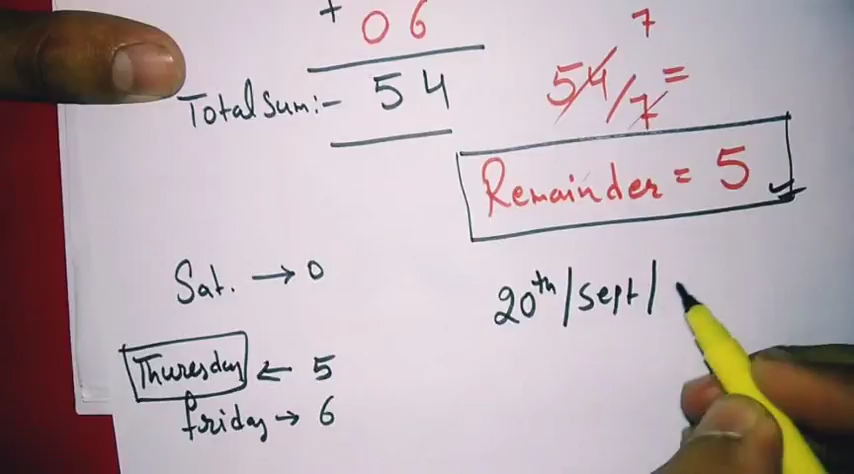 + 06
Total Sum:- 54
7
54/7 =
Remainder = 5
Sat. → 0
Thuresday ← 5
friday → 6
20th/Sept/